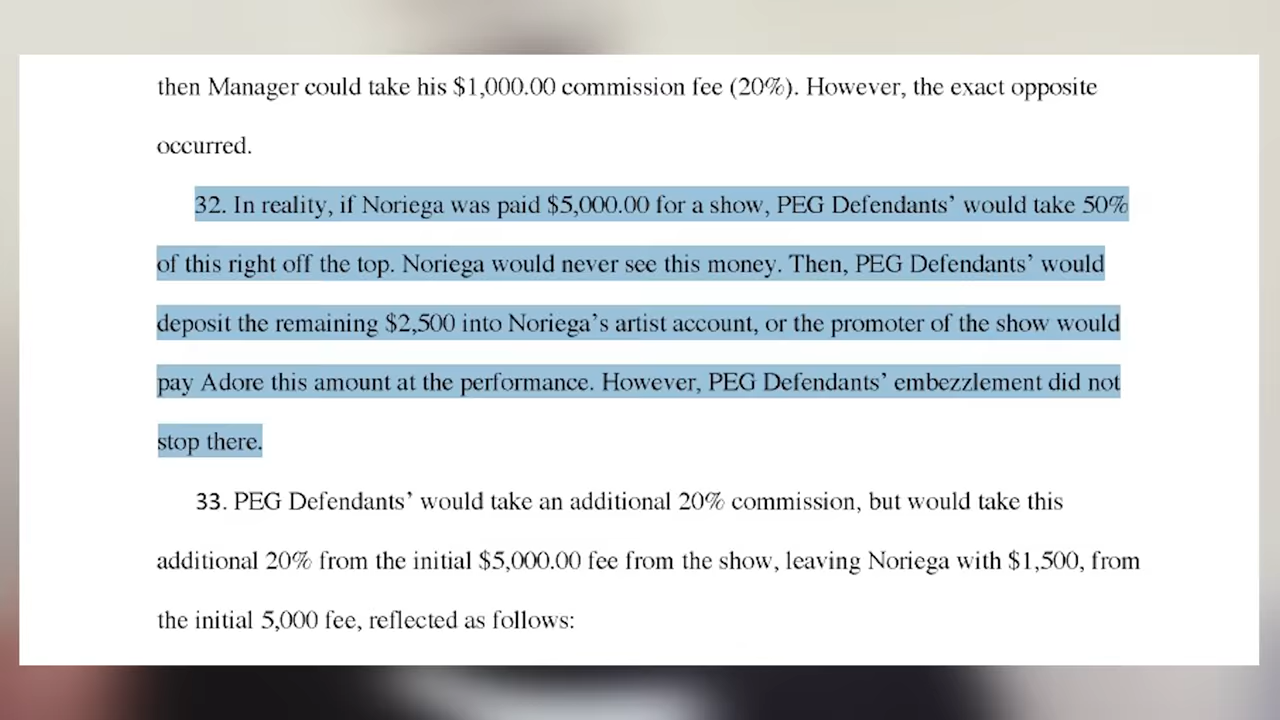 then Manager could take his $1,000.00 commission fee (20%). However, the exact opposite
occurred.
32. In reality, if Noriega was paid $5,000.00 for a show, PEG Defendants’ would take 50%
of this right off the top. Noriega would never see this money. Then, PEG Defendants’ would
deposit the remaining $2,500 into Noriega’s artist account, or the promoter of the show would
pay Adore this amount at the performance. However, PEG Defendants’ embezzlement did not
stop there.
33. PEG Defendants’ would take an additional 20% commission, but would take this
additional 20% from the initial $5,000.00 fee from the show, leaving Noriega with $1,500, from
the initial 5,000 fee, reflected as follows: